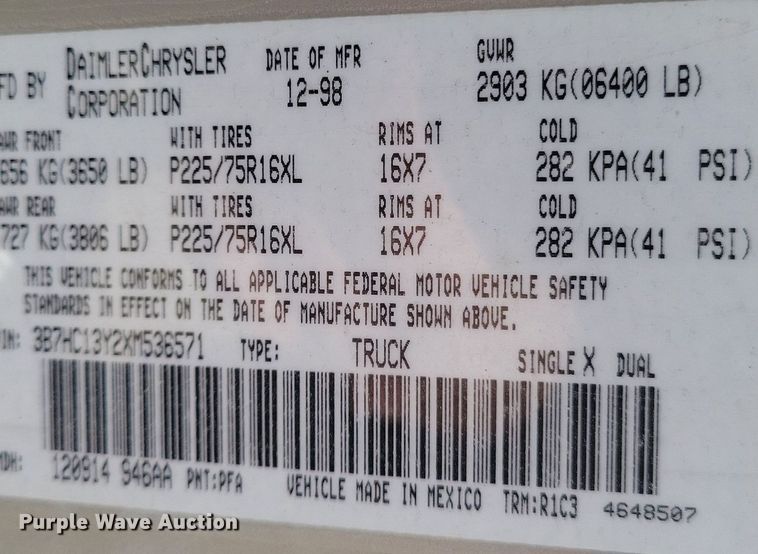 FD BY DAIMLERCHRYSLER CORPORATION DATE OF MFR 12-98 GVWR 2903 KG(06400 LB)
AWR FRONT WITH TIRES RIMS AT COLD
656 KG(3650 LB) P225/75R16XL 16X7 282 KPA(41 PSI)
AWR REAR WITH TIRES RIMS AT COLD
727 KG(3806 LB) P225/75R16XL 16X7 282 KPA(41 PSI)
THIS VEHICLE CONFORMS TO ALL APPLICABLE FEDERAL MOTOR VEHICLE SAFETY
STANDARDS IN EFFECT ON THE DATE OF MANUFACTURE SHOWN ABOVE.
IN: 3B7HC13Y2XM536571 TYPE: TRUCK SINGLE X DUAL
MDH: 120914 946AA PNT:PFA VEHICLE MADE IN MEXICO TRM:R1C3 4648507
Purple Wave Auction